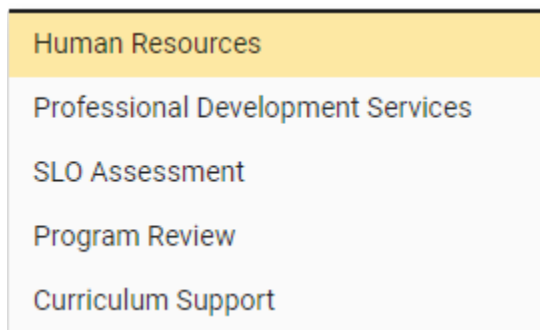 Human Resources
Professional Development Services
SLO Assessment
Program Review
Curriculum Support